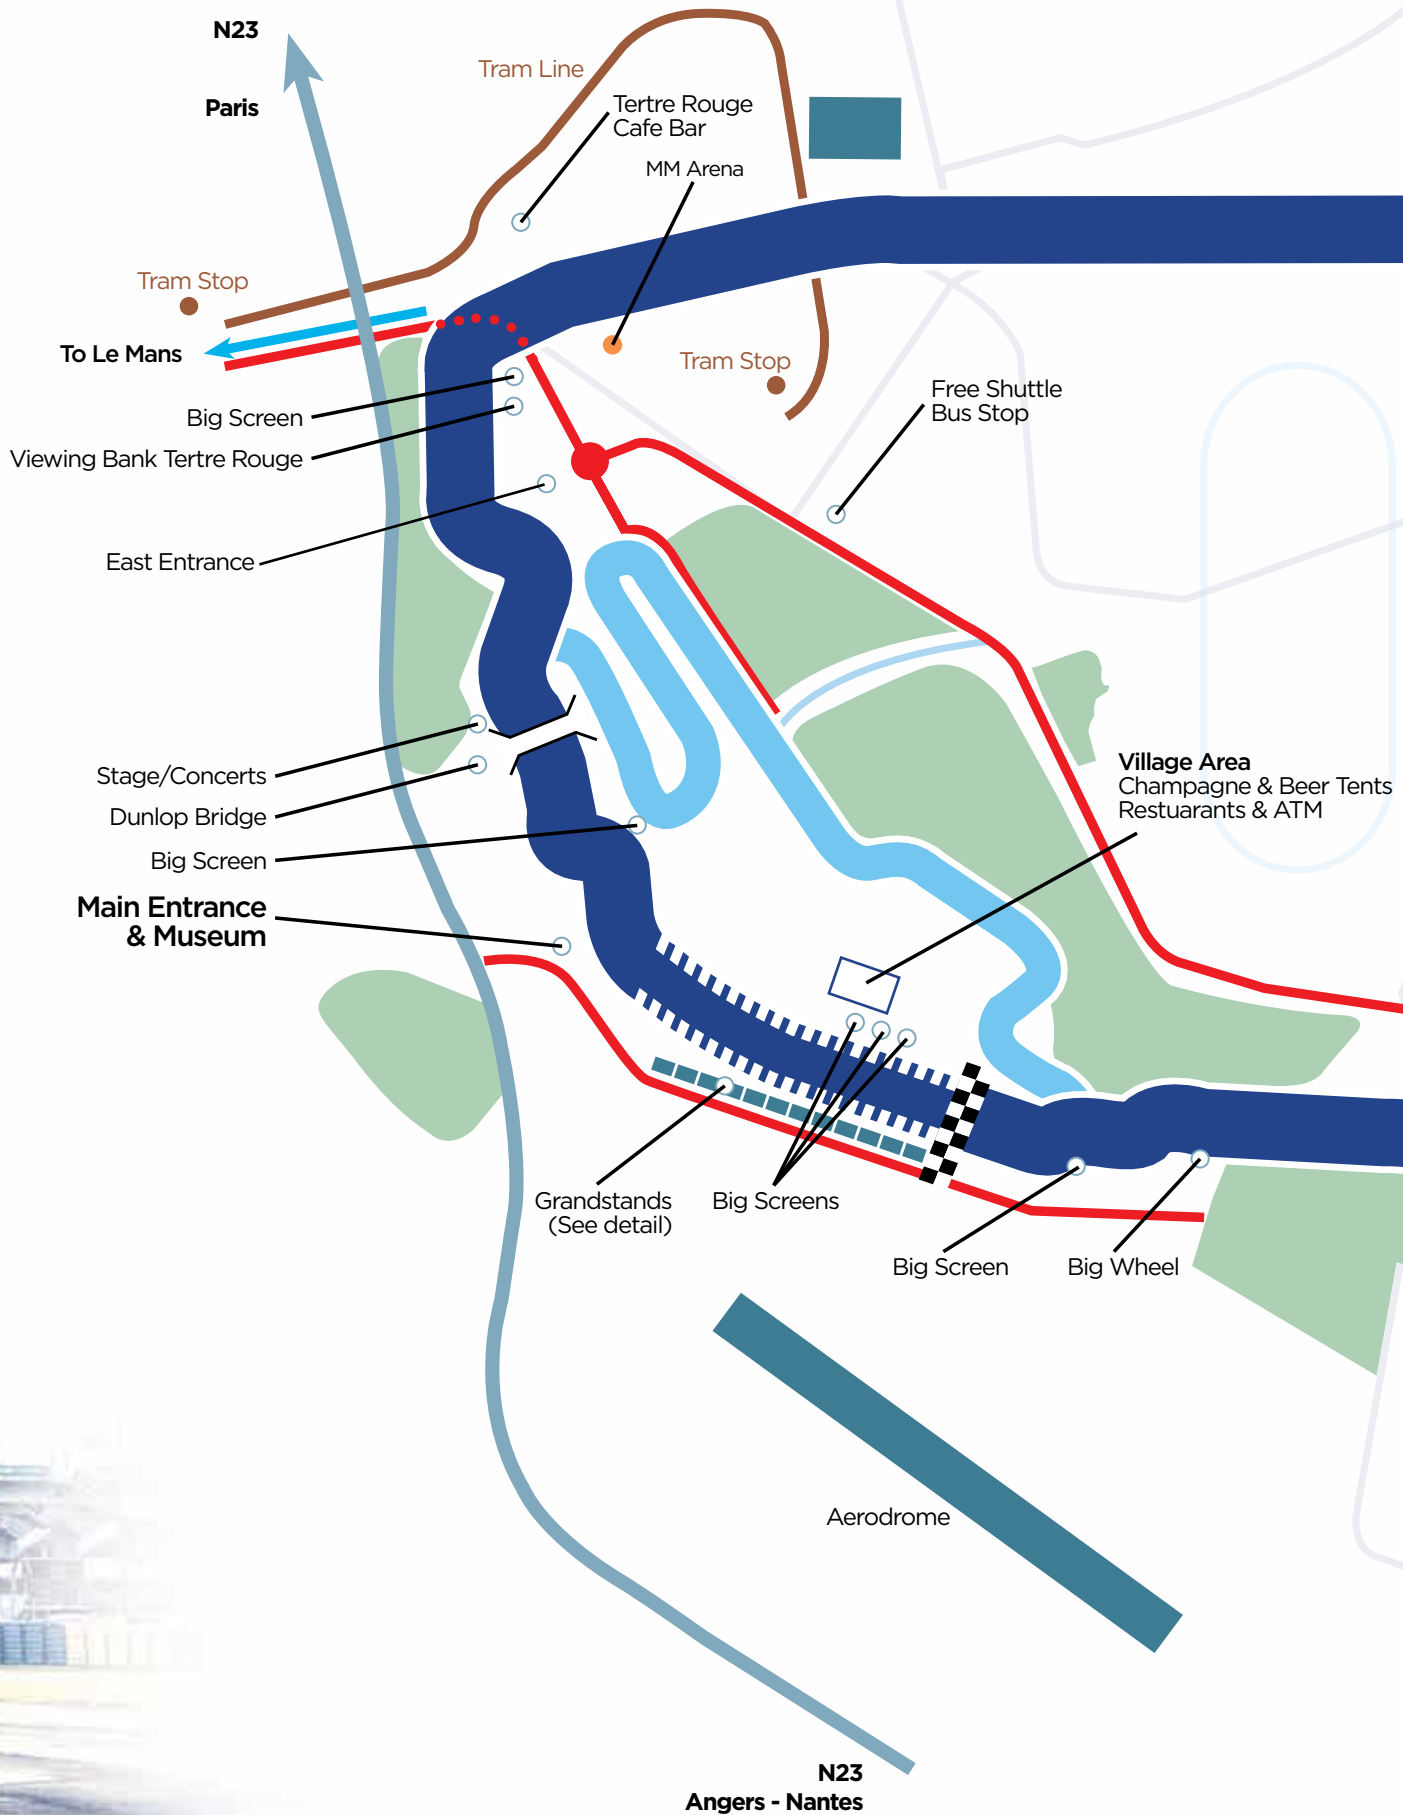 N23
Paris
Tram Line
Tertre Rouge
Cafe Bar
MM Arena
Tram Stop
To Le Mans
Tram Stop
Free Shuttle
Bus Stop
Big Screen
Viewing Bank Tertre Rouge
East Entrance
Stage/Concerts
Dunlop Bridge
Big Screen
Village Area
Champagne & Beer Tents
Restuarants & ATM
Main Entrance
& Museum
Grandstands
(See detail)
Big Screens
Big Screen
Big Wheel
Aerodrome
N23
Angers - Nantes